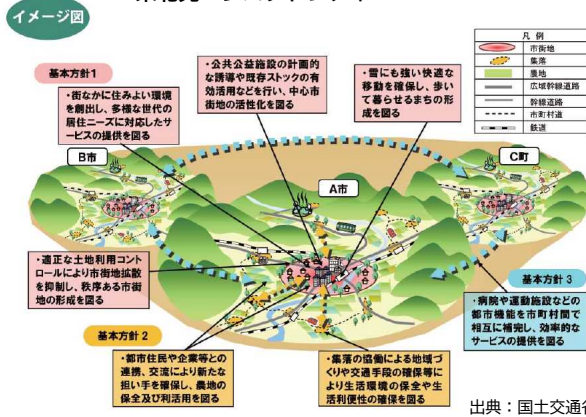 イメージ図
凡例
市街地
集落
農地
広域幹線道路
幹線道路
市町村道
鉄道
基本方針1
・街なかに住みよい環境
を創出し、多様な世代の
居住ニーズに対応したサ
ービスの提供を図る
・公共公益施設の計画的
な誘導や既存ストックの有
効活用などを行い、中心市
街地の活性化を図る
・雪にも強い快適な
移動を確保し、歩い
て暮らせるまちの形
成を図る
B市
A市
C町
・適正な土地利用コント
ロールにより市街地拡散
を抑制し、秩序ある市街
地の形成を図る
基本方針3
・病院や運動施設などの
都市機能を市町村間で
相互に補完し、効率的な
サービスの提供を図る
基本方針2
・都市住民や企業等との
連携、交流により新たな
担い手を確保し、農地の
保全及び利活用を図る
・集落の協働による地域づ
くりや交通手段の確保等に
より生活環境の保全や生
活利便性の確保を図る
出典：国土交通省